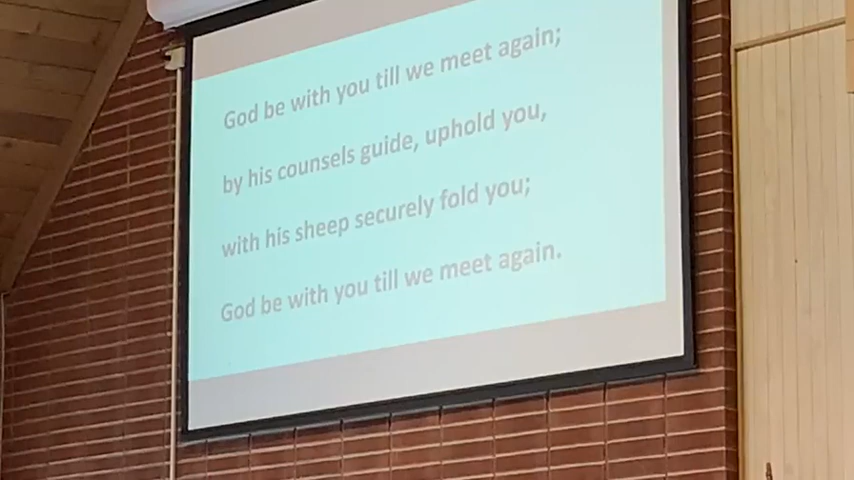 God be with you till we meet again;
by his counsels guide, uphold you,
with his sheep securely fold you;
God be with you till we meet again.